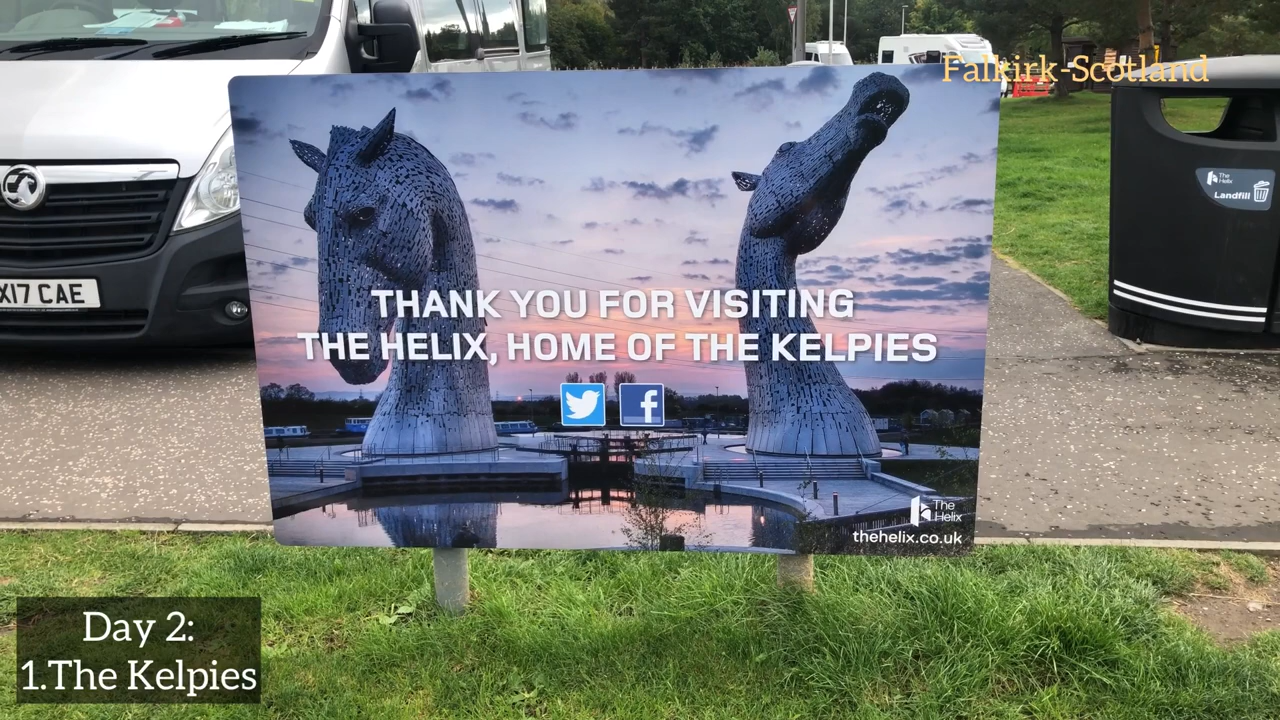 Falkirk-Scotland
The
Helix
Landfill
X17 CAE
THANK YOU FOR VISITING
THE HELIX, HOME OF THE KELPIES
The
Helix
thehelix.co.uk
Day 2:
1.The Kelpies